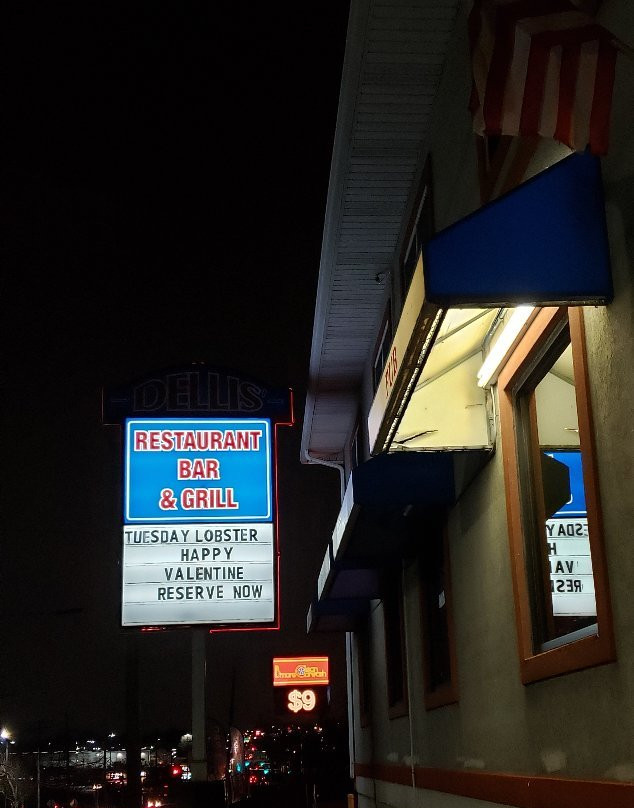 DELLIS
RESTAURANT
BAR
& GRILL
TUESDAY LOBSTER
HAPPY
VALENTINE
RESERVE NOW
$9